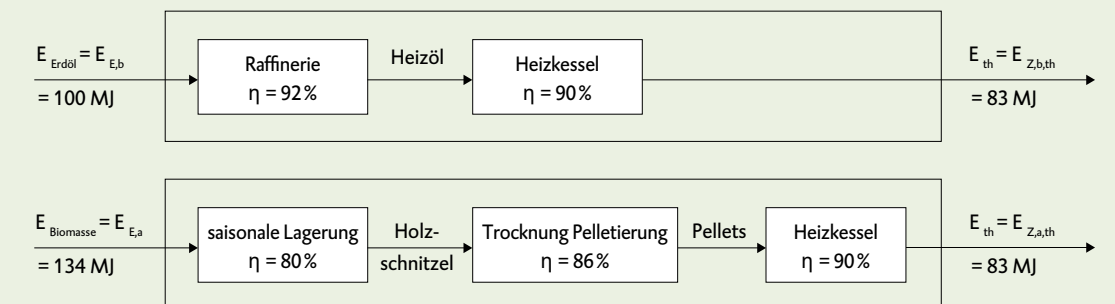 E Erdöl = E E,b
= 100 MJ
Raffinerie
η = 92%
Heizöl
Heizkessel
η = 90%
E th = E Z,b,th
= 83 MJ
E Biomasse = E E,a
= 134 MJ
saisonale Lagerung
η = 80%
Holz-
schnitzel
Trocknung Pelletierung
η = 86%
Pellets
Heizkessel
η = 90%
E th = E Z,a,th
= 83 MJ